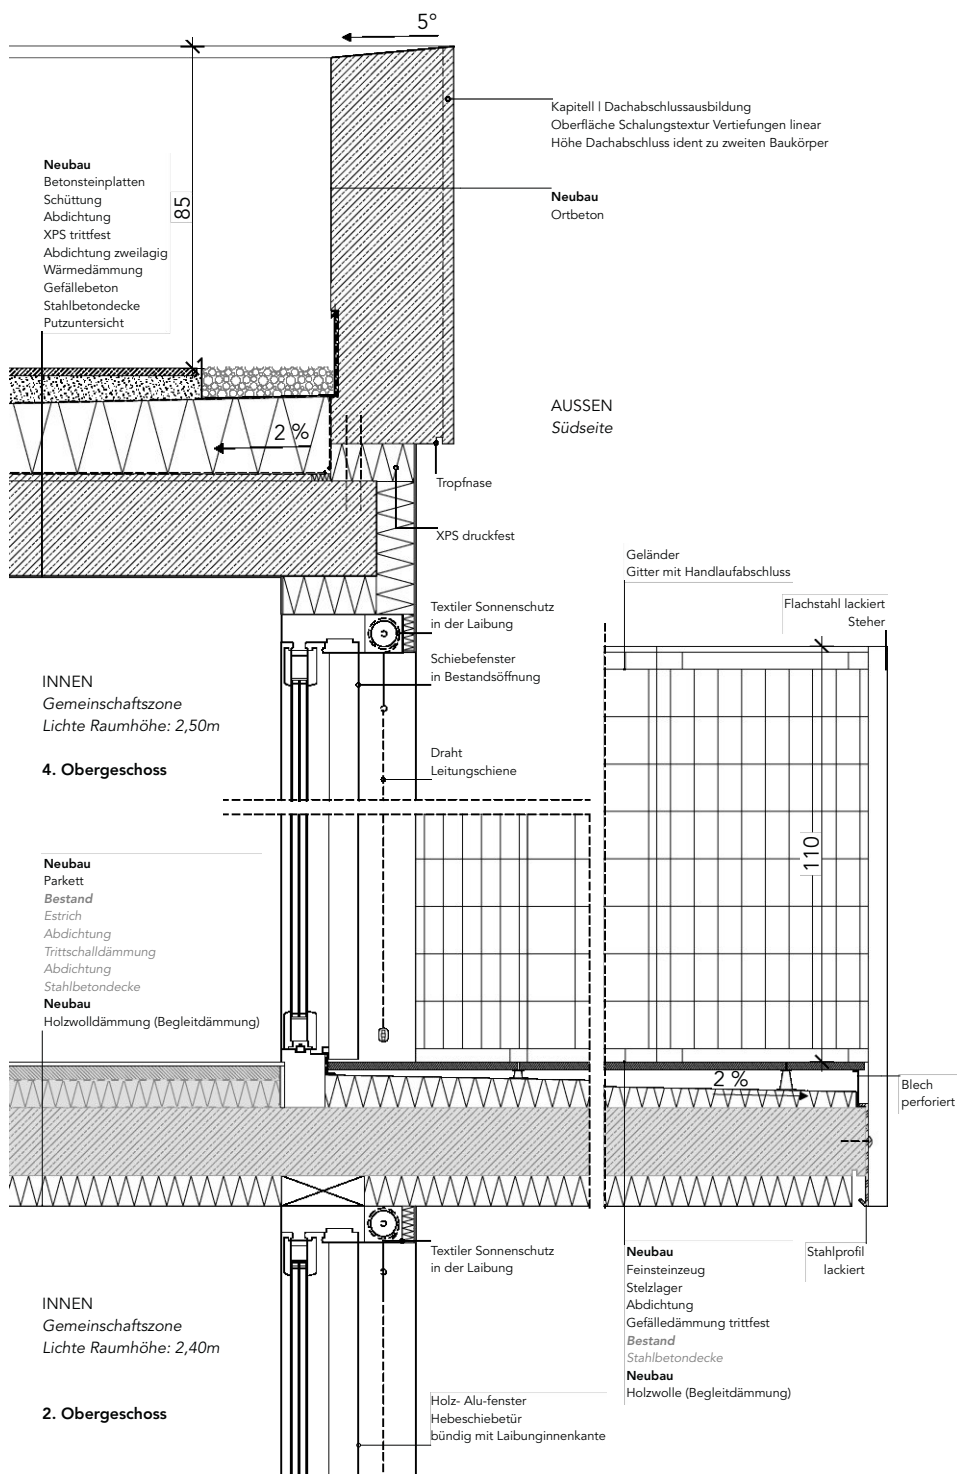 5°
Kapitell I Dachabschlussausbildung
Oberfläche Schalungstextur Vertiefungen linear
Höhe Dachabschluss ident zu zweiten Baukörper
Neubau
Betonsteinplatten
Schüttung
Abdichtung
XPS trittfest
Abdichtung zweilagig
Wärmedämmung
Gefällebeton
Stahlbetondecke
Putzuntersicht
85
Neubau
Ortbeton
1
AUSSEN
Südseite
2 %
Tropfnase
XPS druckfest
Geländer
Gitter mit Handlaufabschluss
Flachstahl lackiert
Steher
Textiler Sonnenschutz
in der Laibung
Schiebefenster
in Bestandsöffnung
INNEN
Gemeinschaftszone
Lichte Raumhöhe: 2,50m
4. Obergeschoss
Draht
Leitungschiene
110
Neubau
Parkett
Bestand
Estrich
Abdichtung
Trittschalldämmung
Abdichtung
Stahlbetondecke
Neubau
Holzwolldämmung (Begleitdämmung)
2 %
Blech
perforiert
Textiler Sonnenschutz
in der Laibung
Neubau
Feinsteinzeug
Stelzlager
Abdichtung
Gefälledämmung trittfest
Bestand
Stahlbetondecke
Neubau
Holzwolle (Begleitdämmung)
Stahlprofil
lackiert
INNEN
Gemeinschaftszone
Lichte Raumhöhe: 2,40m
2. Obergeschoss
Holz- Alu-fenster
Hebeschiebetür
bündig mit Laibunginnenkante